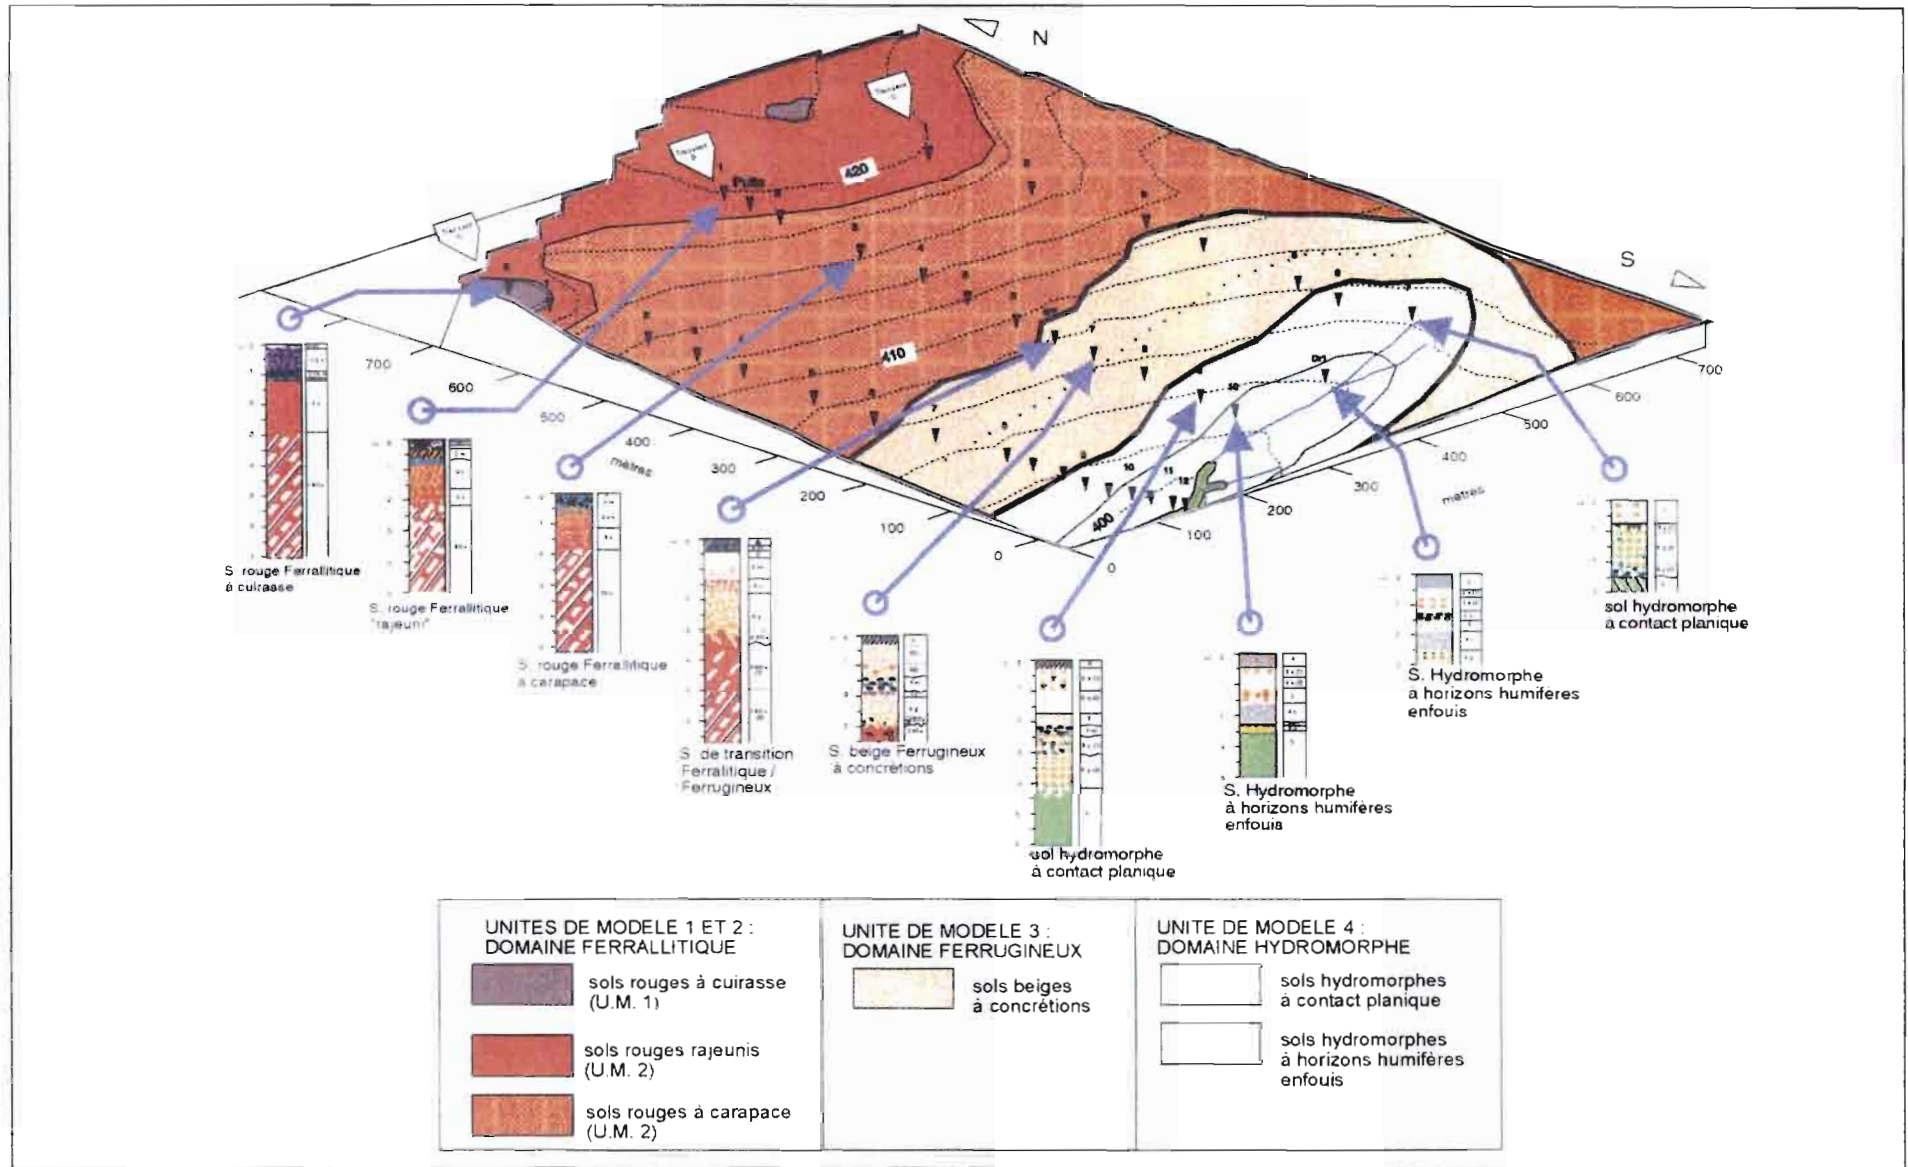 N
S
Puits
420
410
400
700
600
500
400
mètres
300
200
100
0
0
100
200
300
mètres
400
500
600
700
S. rouge Ferrallitique
à cuirasse
S. rouge Ferrallitique
"rajeuni"
S. rouge Ferrallitique
à carapace
S. de transition
Ferralitique /
Ferrugineux
S. beige Ferrugineux
à concrétions
sol hydromorphe
à contact planique
S. Hydromorphe
à horizons humifères
enfouis
S. Hydromorphe
à horizons humifères
enfouis
sol hydromorphe
à contact planique
UNITES DE MODELE 1 ET 2 :
DOMAINE FERRALLITIQUE
sols rouges à cuirasse
(U.M. 1)
sols rouges rajeunis
(U.M. 2)
sols rouges à carapace
(U.M. 2)
UNITE DE MODELE 3 :
DOMAINE FERRUGINEUX
sols beiges
à concrétions
UNITE DE MODELE 4 :
DOMAINE HYDROMORPHE
sols hydromorphes
à contact planique
sols hydromorphes
à horizons humifères
enfouis